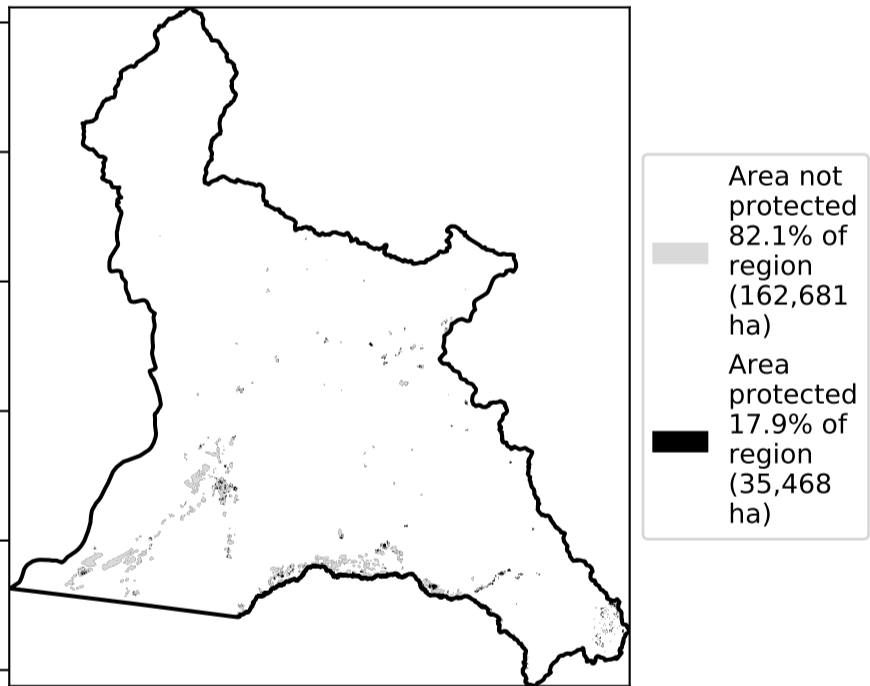 Area not
protected
82.1% of
region
(162,681
ha)
Area
protected
17.9% of
region
(35,468
ha)